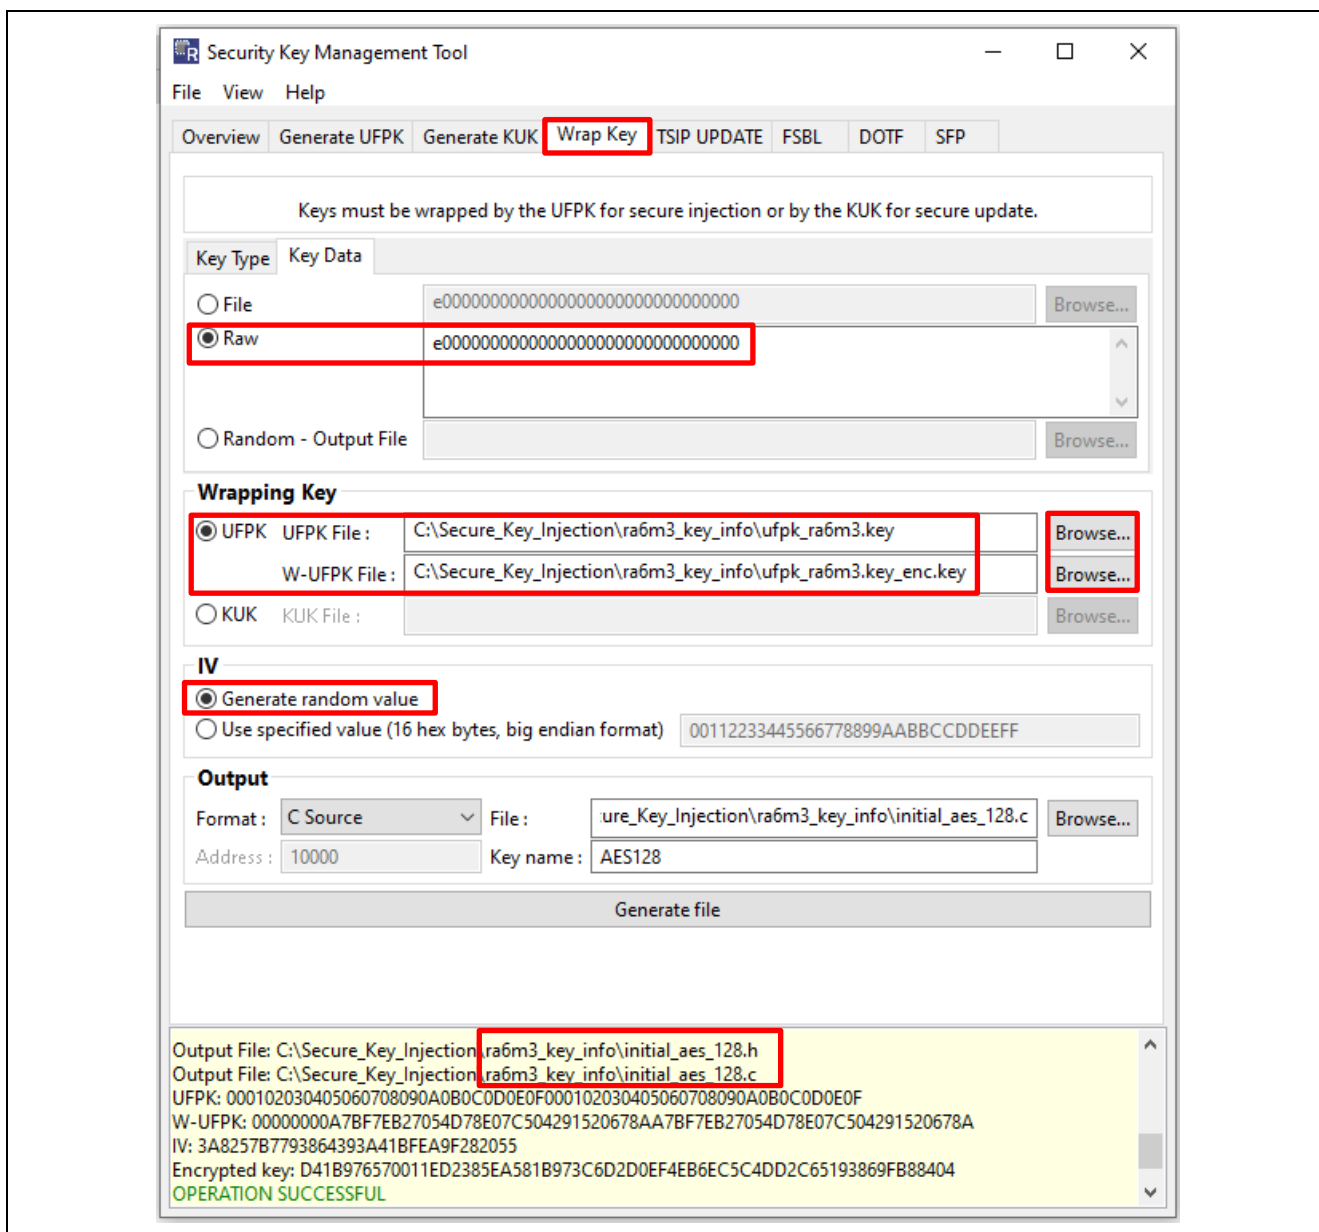 Security Key Management Tool
File View Help
Overview Generate UFPK Generate KUK Wrap Key TSIP UPDATE FSBL DOTF SFP
Keys must be wrapped by the UFPK for secure injection or by the KUK for secure update.
Key Type Key Data
File e0000000000000000000000000000000 Browse...
Raw e0000000000000000000000000000000
Random - Output File Browse...
Wrapping Key
UFPK UFPK File : C:\Secure_Key_Injection\ra6m3_key_info\ufpk_ra6m3.key Browse...
W-UFPK File : C:\Secure_Key_Injection\ra6m3_key_info\ufpk_ra6m3.key_enc.key Browse...
KUK KUK File : Browse...
IV
Generate random value
Use specified value (16 hex bytes, big endian format) 00112233445566778899AABBCCDDEEFF
Output
Format : C Source File : :ure_Key_Injection\ra6m3_key_info\initial_aes_128.c Browse...
Address : 10000 Key name : AES128
Generate file
Output File: C:\Secure_Key_Injection\ra6m3_key_info\initial_aes_128.h
Output File: C:\Secure_Key_Injection\ra6m3_key_info\initial_aes_128.c
UFPK: 000102030405060708090A0B0C0D0E0F000102030405060708090A0B0C0D0E0F
W-UFPK: 00000000A7BF7EB27054D78E07C504291520678AA7BF7EB27054D78E07C504291520678A
IV: 3A8257B7793864393A41BFEA9F282055
Encrypted key: D41B976570011ED2385EA581B973C6D2D0EF4EB6EC5C4DD2C65193869FB88404
OPERATION SUCCESSFUL